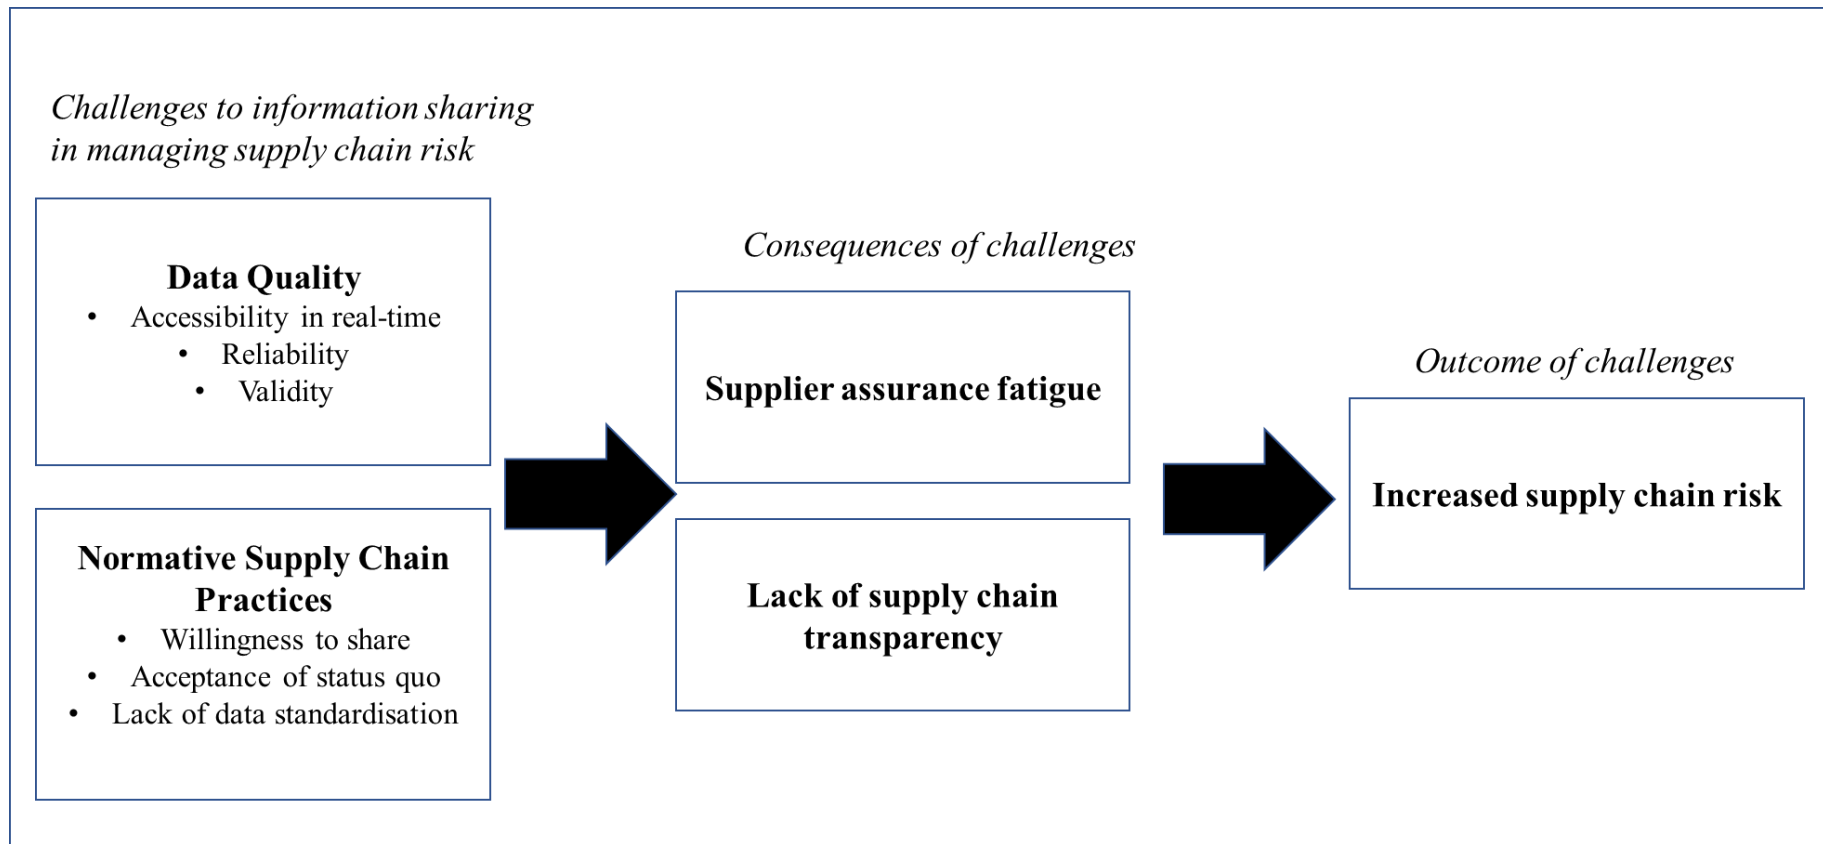 Challenges to information sharing
in managing supply chain risk
Data Quality
• Accessibility in real-time
• Reliability
• Validity
Normative Supply Chain
Practices
• Willingness to share
• Acceptance of status quo
• Lack of data standardisation
Consequences of challenges
Supplier assurance fatigue
Lack of supply chain
transparency
Outcome of challenges
Increased supply chain risk